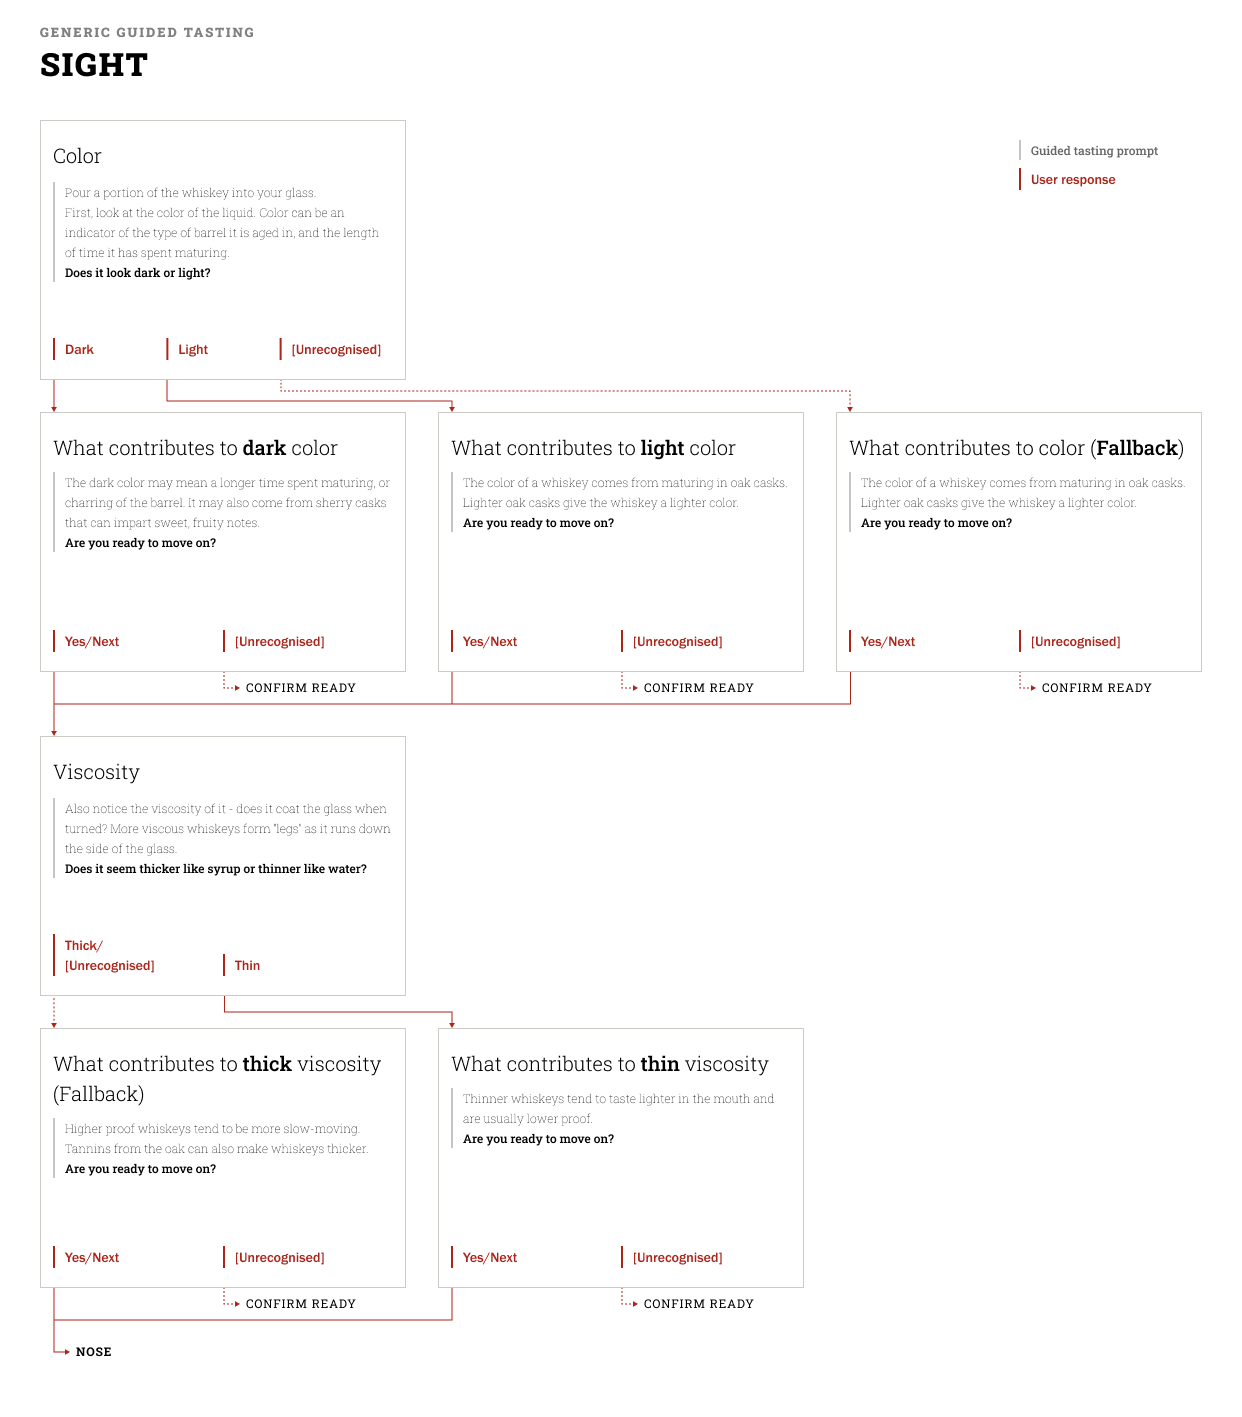 GENERIC GUIDED TASTING
SIGHT
Guided tasting prompt
User response
Color
Pour a portion of the whiskey into your glass.
First, look at the color of the liquid. Color can be an
indicator of the type of barrel it is aged in, and the length
of time it has spent maturing.
Does it look dark or light?
Dark
Light
[Unrecognised]
What contributes to dark color
The dark color may mean a longer time spent maturing, or
charring of the barrel. It may also come from sherry casks
that can impart sweet, fruity notes.
Are you ready to move on?
Yes/Next
[Unrecognised]
CONFIRM READY
What contributes to light color
The color of a whiskey comes from maturing in oak casks.
Lighter oak casks give the whiskey a lighter color.
Are you ready to move on?
Yes/Next
[Unrecognised]
CONFIRM READY
What contributes to color (Fallback)
The color of a whiskey comes from maturing in oak casks.
Lighter oak casks give the whiskey a lighter color.
Are you ready to move on?
Yes/Next
[Unrecognised]
CONFIRM READY
Viscosity
Also notice the viscosity of it - does it coat the glass when
turned? More viscous whiskeys form "legs" as it runs down
the side of the glass.
Does it seem thicker like syrup or thinner like water?
Thick/
[Unrecognised]
Thin
What contributes to thick viscosity
(Fallback)
Higher proof whiskeys tend to be more slow-moving.
Tannins from the oak can also make whiskeys thicker.
Are you ready to move on?
Yes/Next
[Unrecognised]
CONFIRM READY
What contributes to thin viscosity
Thinner whiskeys tend to taste lighter in the mouth and
are usually lower proof.
Are you ready to move on?
Yes/Next
[Unrecognised]
CONFIRM READY
NOSE